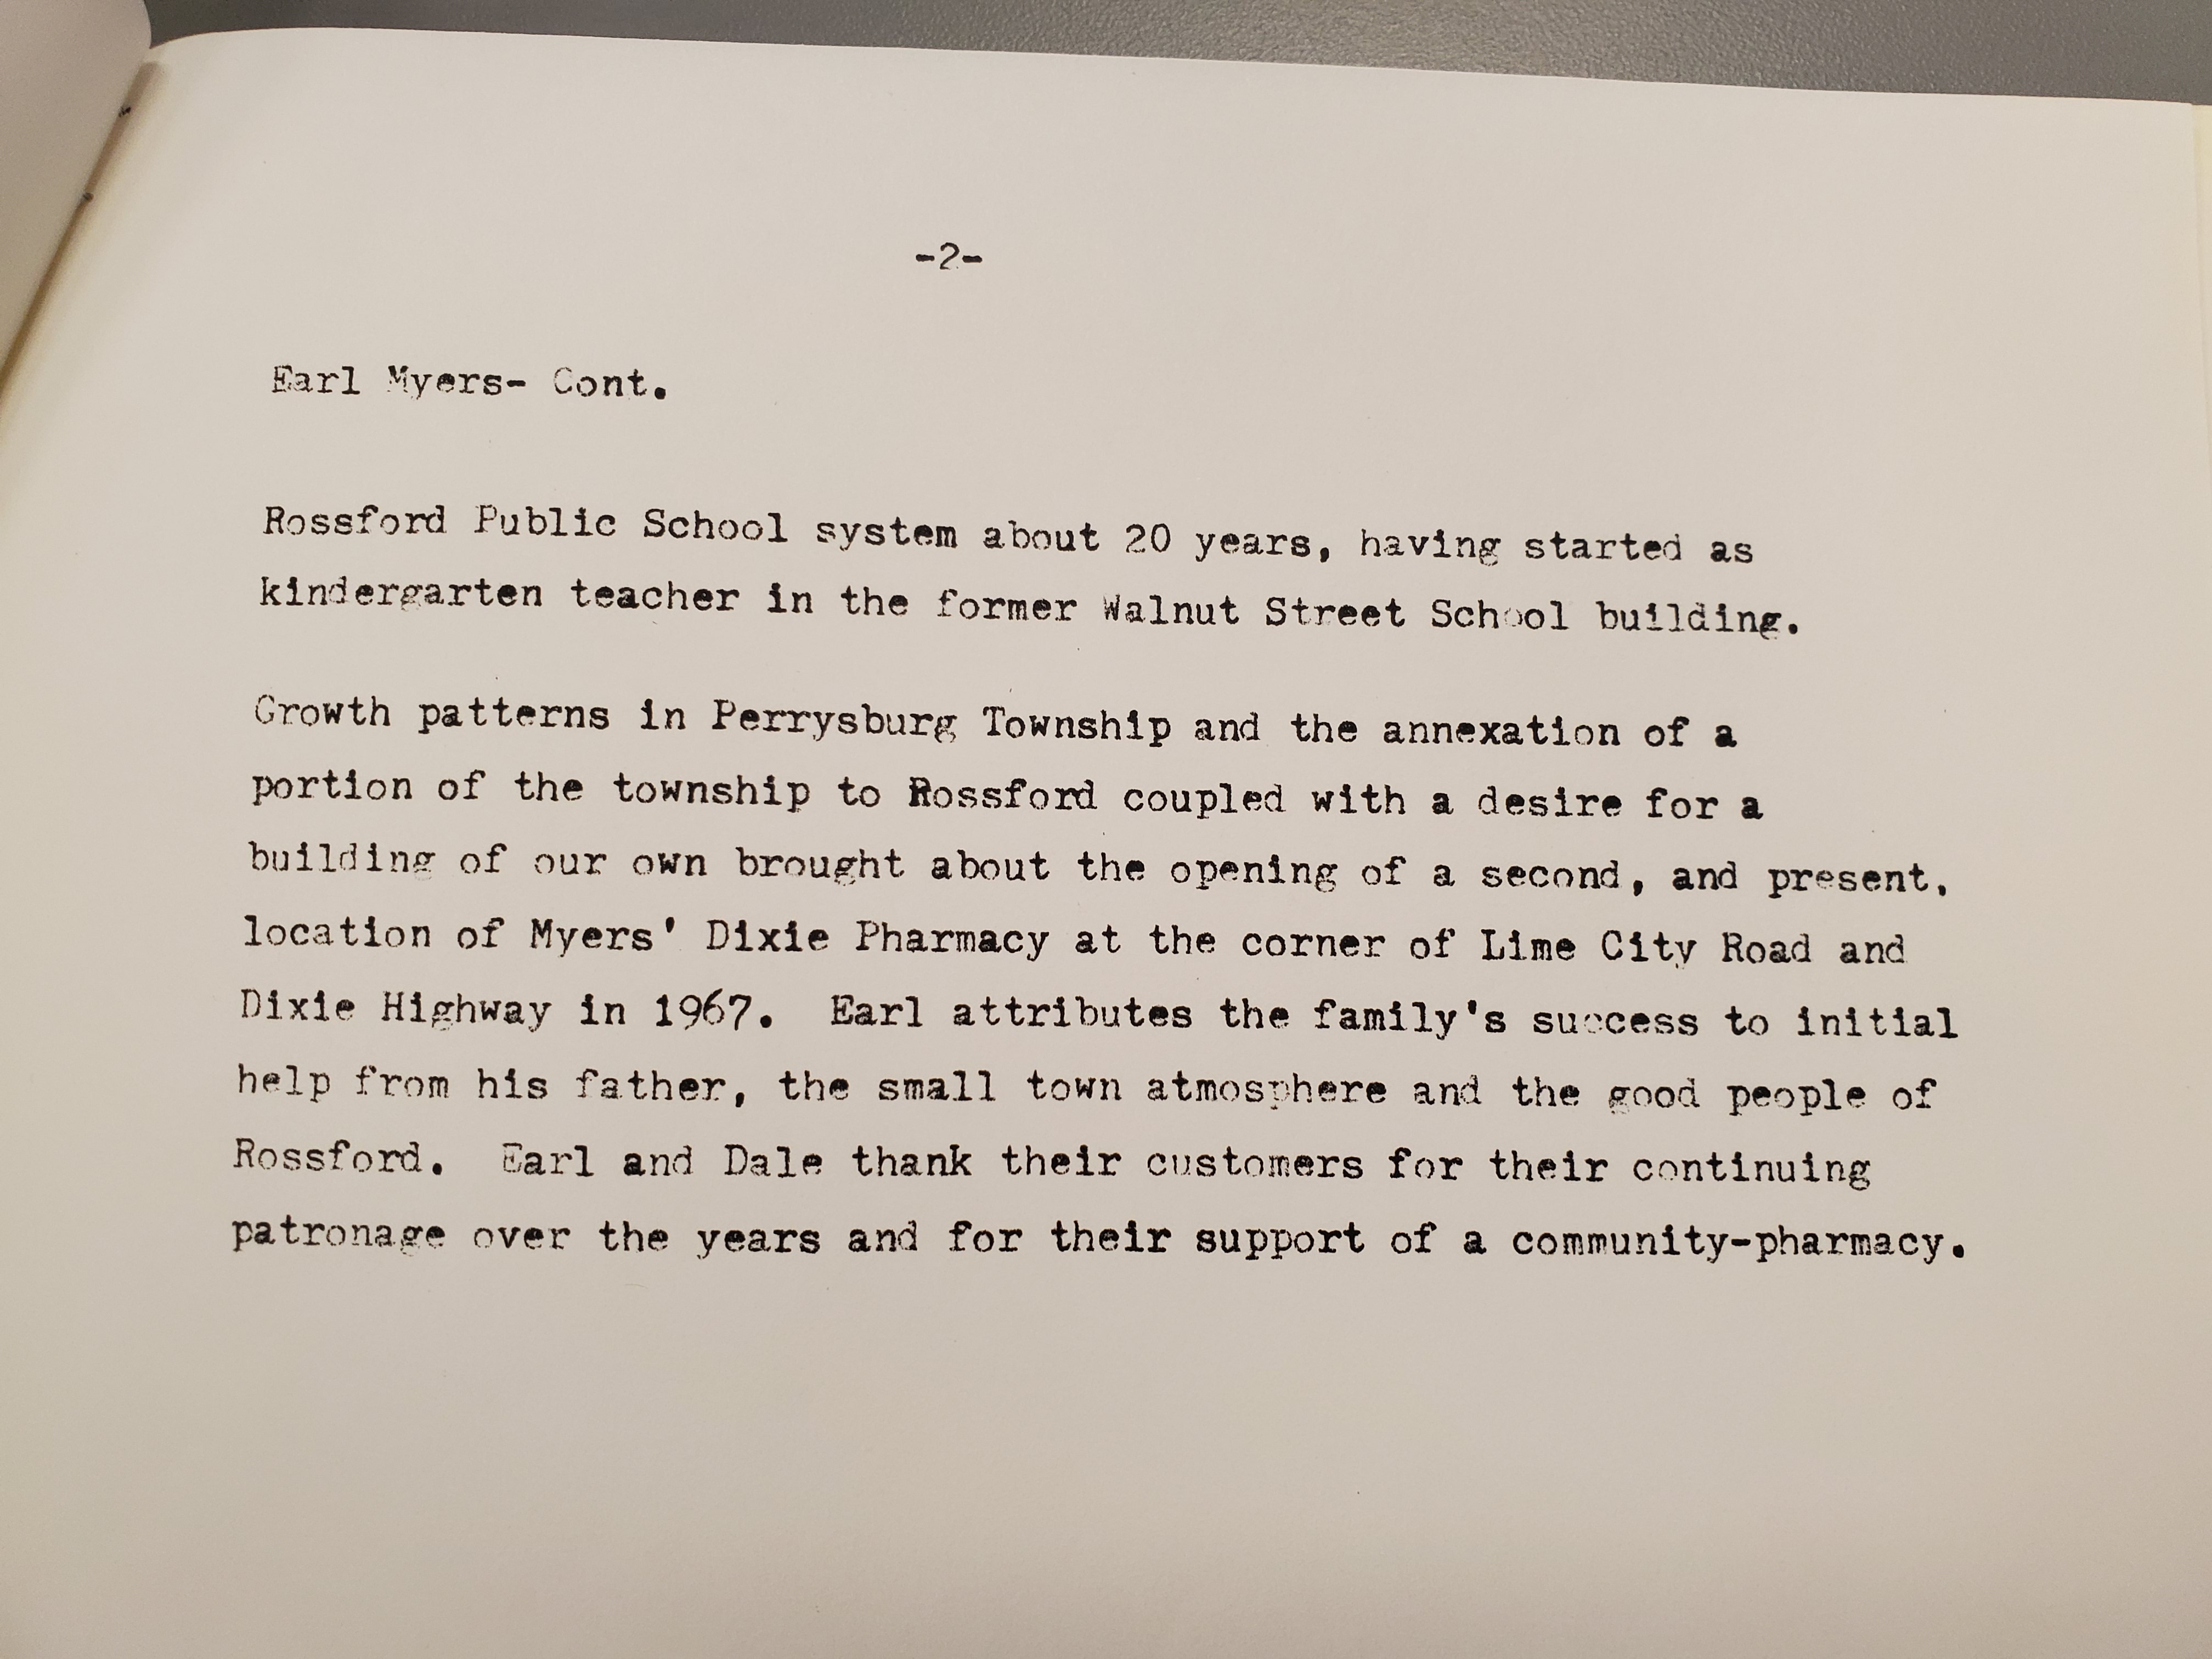 -2-
Earl Myers- Cont.
Rossford Public School system about 20 years, having started as
kindergarten teacher in the former Walnut Street School building.
Growth patterns in Perrysburg Township and the annexation of a
portion of the township to Rossford coupled with a desire for a
building of our own brought about the opening of a second, and present,
location of Myers' Dixie Pharmacy at the corner of Lime City Road and
Dixie Highway in 1967.  Earl attributes the family's success to initial
help from his father, the small town atmosphere and the good people of
Rossford.  Earl and Dale thank their customers for their continuing
patronage over the years and for their support of a community-pharmacy.